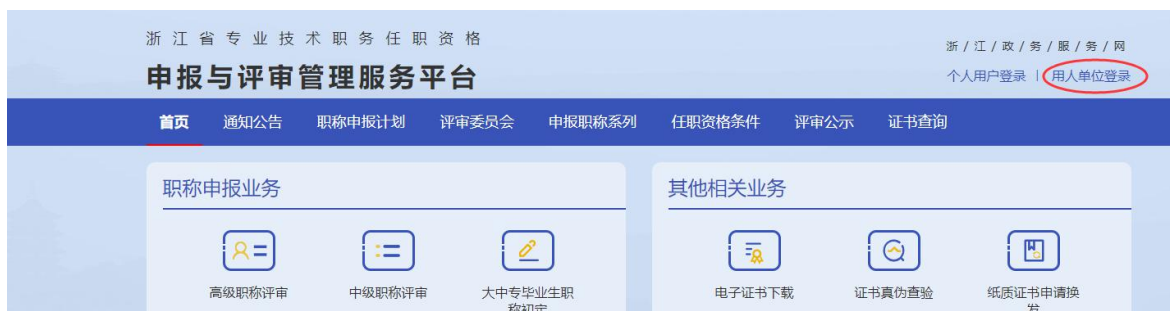 浙江省专业技术职务任职资格
申报与评审管理服务平台
浙/江/政/务/服/务/网
个人用户登录 | 用人单位登录
首页 通知公告 职称申报计划 评审委员会 申报职称系列 任职资格条件 评审公示 证书查询
职称申报业务
其他相关业务
高级职称评审 中级职称评审 大中专毕业生职
称初定
电子证书下载 证书真伪查验 纸质证书申请换
发